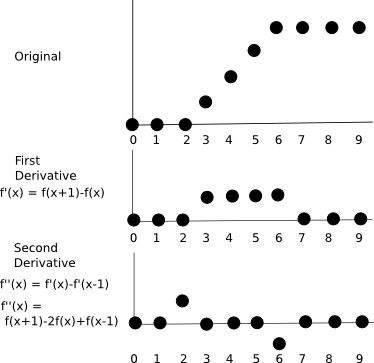 Original
0 1 2 3 4 5 6 7 8 9
First
Derivative
f'(x) = f(x+1)-f(x)
0 1 2 3 4 5 6 7 8 9
Second
Derivative
f''(x) = f'(x)-f'(x-1)
f''(x) =
f(x+1)-2f(x)+f(x-1)
0 1 2 3 4 5 6 7 8 9